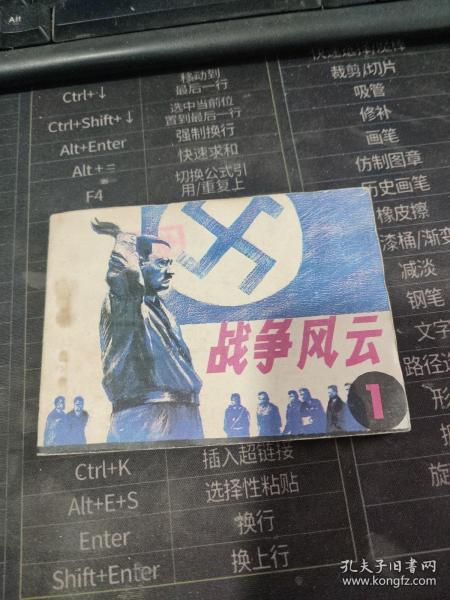 Alt
Ctrl+↓
移动到
最后一行
Ctrl+Shift+↓
选中当前位
置到最后一行
Alt+Enter
强制换行
Alt+=
快速求和
F4
切换公式引
用/重复上
裁剪/切片
吸管
修补
画笔
仿制图章
历史画笔
橡皮擦
漆桶/渐变
减淡
钢笔
文字
路径选
形
旋
战争风云
1
Ctrl+K
插入超链接
Alt+E+S
选择性粘贴
Enter
换行
Shift+Enter
换上行
孔夫子旧书网
www.kongfz.com